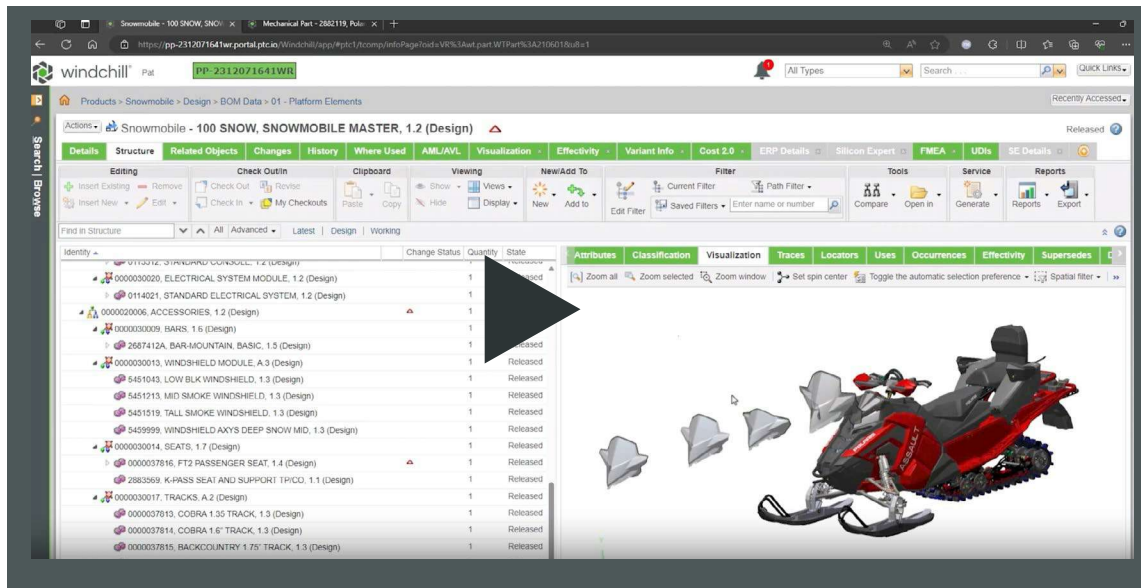 Snowmobile - 100 SNOW, SNOW
Mechanical Part - 2882119, Pola
https://pp-2312071641wr.portal.ptc.io/Windchill/app/#ptc1/tcomp/infoPage?oid=VR%3Awt.part.WTPart%3A210601&u8=1
windchill Pat PP-2312071641WR All Types Search . . . Quick Links
Products > Snowmobile > Design > BOM Data > 01 - Platform Elements Recently Accessed
Actions Snowmobile - 100 SNOW, SNOWMOBILE MASTER, 1.2 (Design) Released
Search | Browse
Details Structure Related Objects Changes History Where Used AML/AVL Visualization Effectivity Variant Info Cost 2.0 ERP Details Silicon Expert FMEA UDIs SE Details
Editing Check Out/In Clipboard Viewing New/Add To Filter Tools Service Reports
Insert Existing Remove Check Out Revise Show Views Current Filter Path Filter
Insert New Edit Check In My Checkouts Paste Copy Hide Display New Add to Edit Filter Saved Filters Enter name or number Compare Open in Generate Reports Export
Find in Structure All Advanced Latest | Design | Working
Identity Change Status Quantity State
Attributes Classification Visualization Traces Locators Uses Occurrences Effectivity Supersedes
Zoom all Zoom selected Zoom window Set spin center Toggle the automatic selection preference Spatial filter
0113312, STANDARD CONSOLE, 1.2 (Design) 1 Released
0000030020, ELECTRICAL SYSTEM MODULE, 1.2 (Design) 1
0114021, STANDARD ELECTRICAL SYSTEM, 1.2 (Design) 1
0000020006, ACCESSORIES, 1.2 (Design) 1
0000030009, BARS, 1.6 (Design) 1
2687412A, BAR-MOUNTAIN, BASIC, 1.5 (Design) 1 Released
0000030013, WINDSHIELD MODULE, A.3 (Design) 1 Released
5451043, LOW BLK WINDSHIELD, 1.3 (Design) 1 Released
5451213, MID SMOKE WINDSHIELD, 1.3 (Design) 1 Released
5451519, TALL SMOKE WINDSHIELD, 1.3 (Design) 1 Released
5459999, WINDSHIELD AXYS DEEP SNOW MID, 1.3 (Design) 1 Released
0000030014, SEATS, 1.7 (Design) 1 Released
0000037816, FT2 PASSENGER SEAT, 1.4 (Design) 1 Released
2883569, K-PASS SEAT AND SUPPORT TP/CO, 1.1 (Design) 1 Released
0000030017, TRACKS, A.2 (Design) 1 Released
0000037813, COBRA 1.35 TRACK, 1.3 (Design) 1 Released
0000037814, COBRA 1.6" TRACK, 1.3 (Design) 1 Released
0000037815, BACKCOUNTRY 1.75" TRACK, 1.3 (Design) 1 Released
POLARIS
ASSAULT